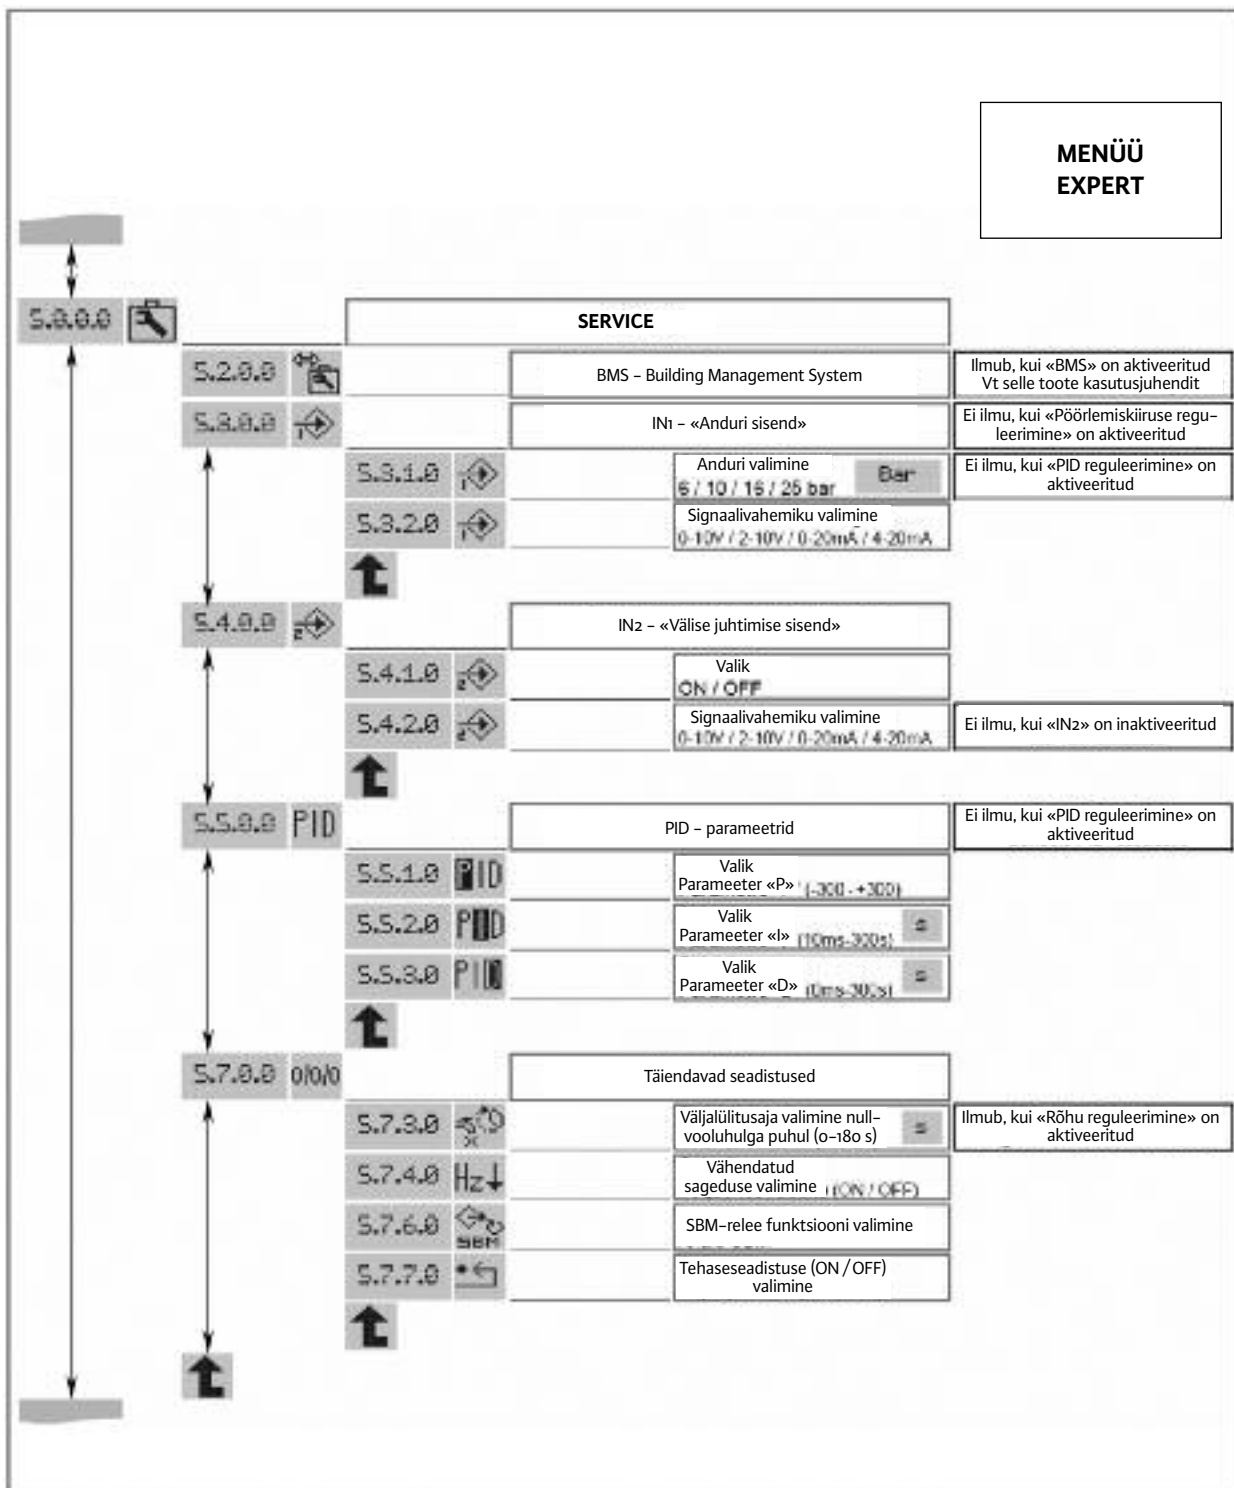 MENÜÜ
EXPERT
5.0.0.0
SERVICE
5.2.0.0
BMS – Building Management System
Ilmub, kui «BMS» on aktiveeritud
Vt selle toote kasutusjuhendit
5.3.0.0 1
IN1 – «Anduri sisend»
Ei ilmu, kui «Pöörlemiskiiruse regu-
leerimine» on aktiveeritud
5.3.1.0 1
Anduri valimine
6 / 10 / 16 / 25 bar
Bar
Ei ilmu, kui «PID reguleerimine» on
aktiveeritud
5.3.2.0 1
Signaalivahemiku valimine
0-10V / 2-10V / 0-20mA / 4-20mA
5.4.0.0 2
IN2 – «Välise juhtimise sisend»
5.4.1.0 2
Valik
ON / OFF
5.4.2.0 2
Signaalivahemiku valimine
0-10V / 2-10V / 0-20mA / 4-20mA
Ei ilmu, kui «IN2» on inaktiveeritud
5.5.0.0 PID
PID – parameetrid
Ei ilmu, kui «PID reguleerimine» on
aktiveeritud
5.5.1.0 PID
Valik
Parameeter «P» (-300 - +300)
5.5.2.0 PID
Valik
Parameeter «I» (10ms-300s)
s
5.5.3.0 PID
Valik
Parameeter «D» (0ms-300s)
s
5.7.0.0 0/0/0
Täiendavad seadistused
5.7.3.0
Väljalülitusaja valimine null-
vooluhulga puhul (0–180 s)
s
Ilmub, kui «Rõhu reguleerimine» on
aktiveeritud
5.7.4.0 Hz
Vähendatud
sageduse valimine (ON / OFF)
5.7.6.0 SBM
SBM-relee funktsiooni valimine
5.7.7.0
Tehaseseadistuse (ON / OFF)
valimine